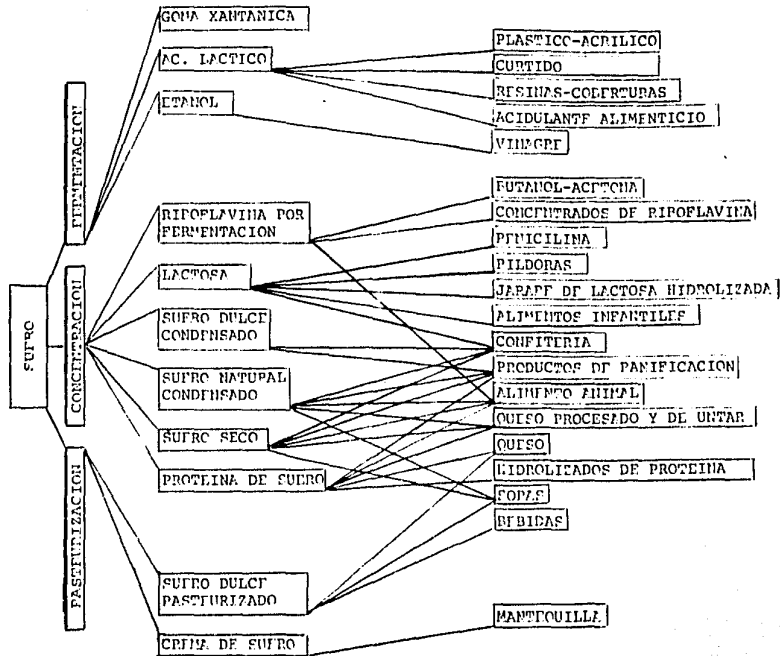 GOMA XANTANICA
AC. LACTICO
ETANOL
PLASTICO-ACRILICO
CURTIDO
RESINAS-COBERTURAS
ACIDULANTE ALIMENTICIO
VINAGRE
FERMENTACION
RIBOFLAVINA POR
FERMENTACION
LACTOSA
SUERO DULCE
CONDENSADO
SUERO NATURAL
CONDENSADO
SUERO SECO
PROTEINA DE SUERO
BUTANOL-ACETONA
CONCENTRADOS DE RIBOFLAVINA
PENICILINA
PILDORAS
JARABE DE LACTOSA HIDROLIZADA
ALIMENTOS INFANTILES
CONFITERIA
PRODUCTOS DE PANIFICACION
ALIMENTO ANIMAL
QUESO PROCESADO Y DE UNTAR
QUESO
HIDROLIZADOS DE PROTEINA
SOPAS
BEBIDAS
SUERO
CONCENTRACION
PASTEURIZACION
SUERO DULCE
PASTEURIZADO
CREMA DE SUERO
MANTEQUILLA